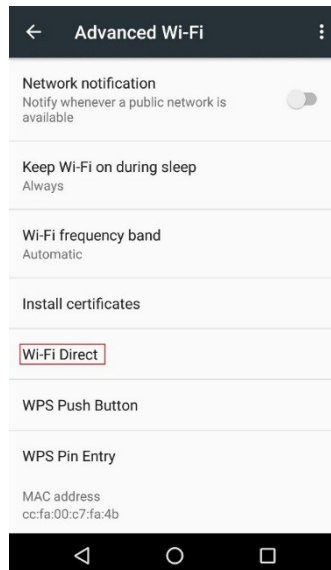 Advanced Wi-Fi
Network notification
Notify whenever a public network is
available
Keep Wi-Fi on during sleep
Always
Wi-Fi frequency band
Automatic
Install certificates
Wi-Fi Direct
WPS Push Button
WPS Pin Entry
MAC address
cc:fa:00:c7:fa:4b